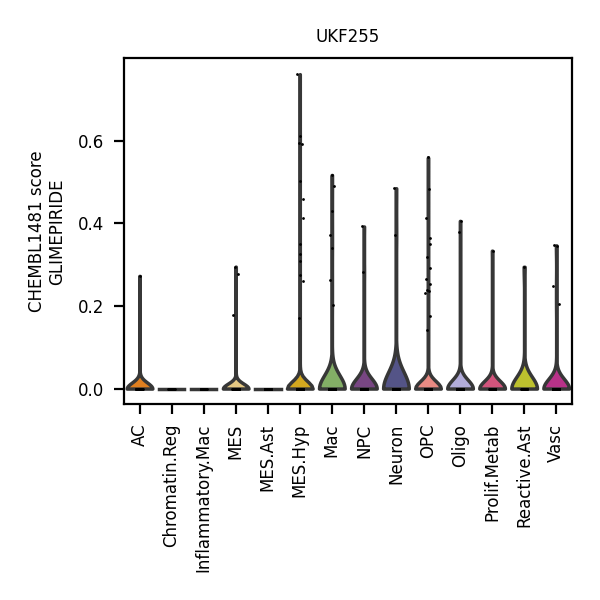 UKF255
CHEMBL1481 score
GLIMEPIRIDE
0.6
0.4
0.2
0.0
AC
Chromatin.Reg
Inflammatory.Mac
MES
MES.Ast
MES.Hyp
Mac
NPC
Neuron
OPC
Oligo
Prolif.Metab
Reactive.Ast
Vasc